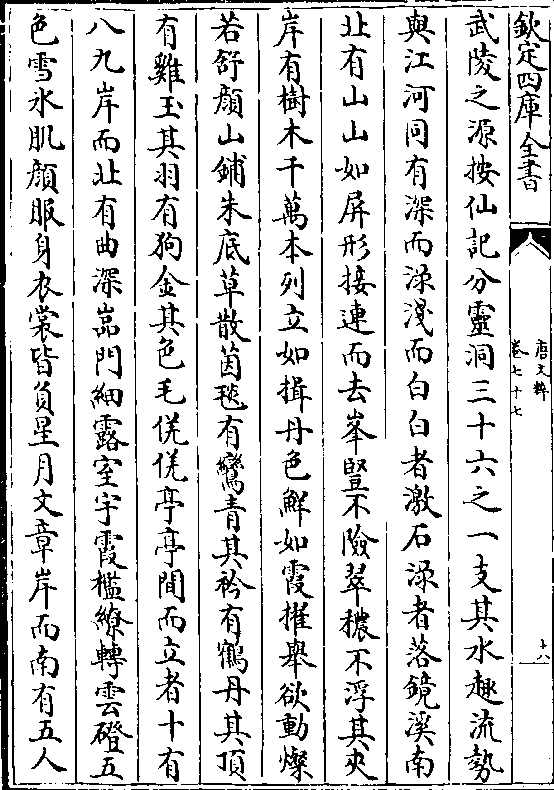 欽定四庫全書
唐文粹
卷七十七
十八
武陵之源按仙記分靈洞三十六之一支其水趣流勢
與江河同有深而渌淺而白白者激石渌者落鏡溪南
北有山山如屏形接連而去峯豎不險翠穠不浮其夾
岸有樹木千萬本列立如揖丹色鮮如霞擢舉欲動燦
若舒顔山鋪朱底草散茵毯有鸞青其衿有鶴丹其頂
有雞玉其羽有狗金其色毛傞傞亭亭閒而立者十有
八九岸而北有曲深嵓門細露室宇霞檻繚轉雲磴五
色雪氷肌顔服身衣裳皆負星月文章岸而南有五人